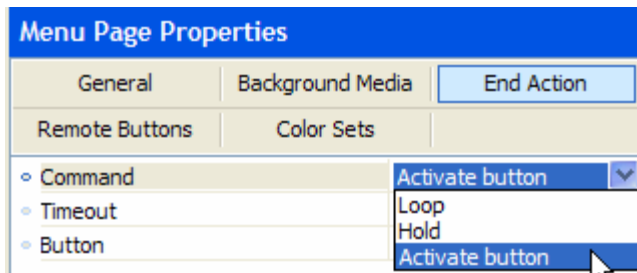 Menu Page Properties
General Background Media End Action
Remote Buttons Color Sets
Command Activate button
Timeout Loop
Hold
Button Activate button